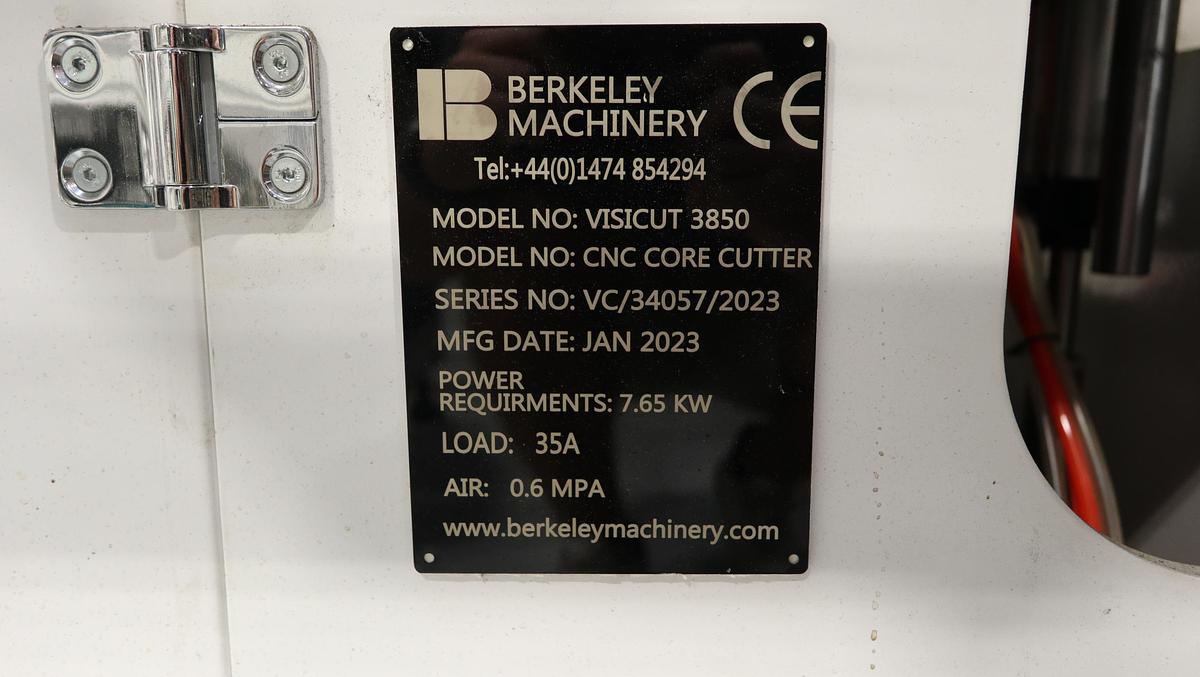 BERKELEY
MACHINERY
CE
Tel:+44(0)1474 854294
MODEL NO: VISICUT 3850
MODEL NO: CNC CORE CUTTER
SERIES NO: VC/34057/2023
MFG DATE: JAN 2023
POWER
REQUIRMENTS: 7.65 KW
LOAD: 35A
AIR: 0.6 MPA
www.berkeleymachinery.com